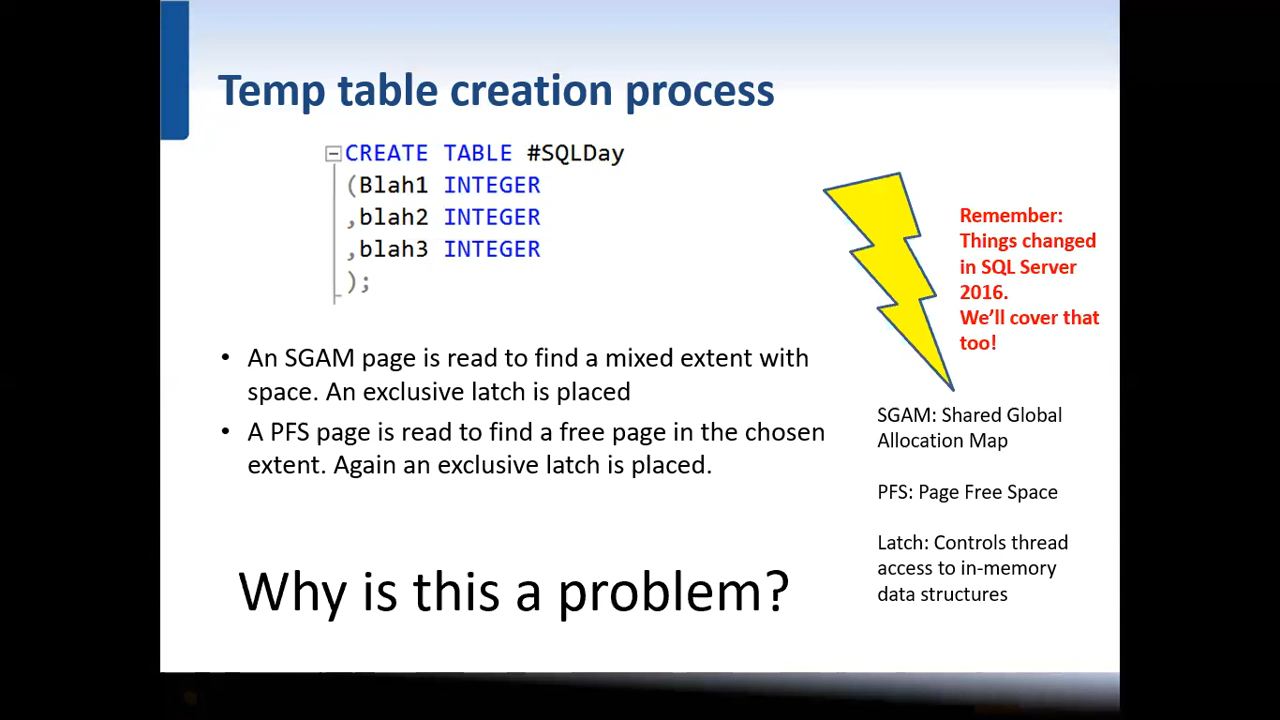 Temp table creation process
CREATE TABLE #SQLDay
(Blah1 INTEGER
,blah2 INTEGER
,blah3 INTEGER
);
Remember:
Things changed
in SQL Server
2016.
We'll cover that
too!
• An SGAM page is read to find a mixed extent with
space. An exclusive latch is placed
• A PFS page is read to find a free page in the chosen
extent. Again an exclusive latch is placed.
SGAM: Shared Global
Allocation Map
PFS: Page Free Space
Latch: Controls thread
access to in-memory
data structures
Why is this a problem?